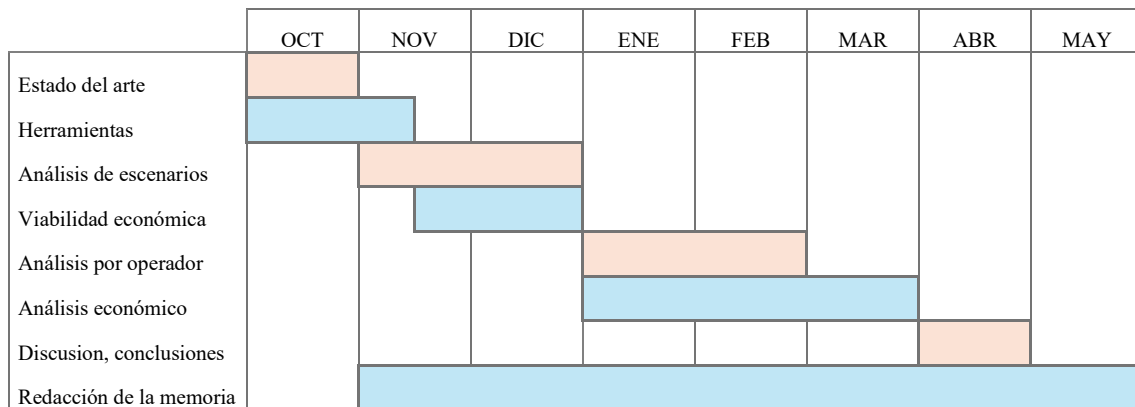 OCT NOV DIC ENE FEB MAR ABR MAY
Estado del arte
Herramientas
Análisis de escenarios
Viabilidad económica
Análisis por operador
Análisis económico
Discusion, conclusiones
Redacción de la memoria